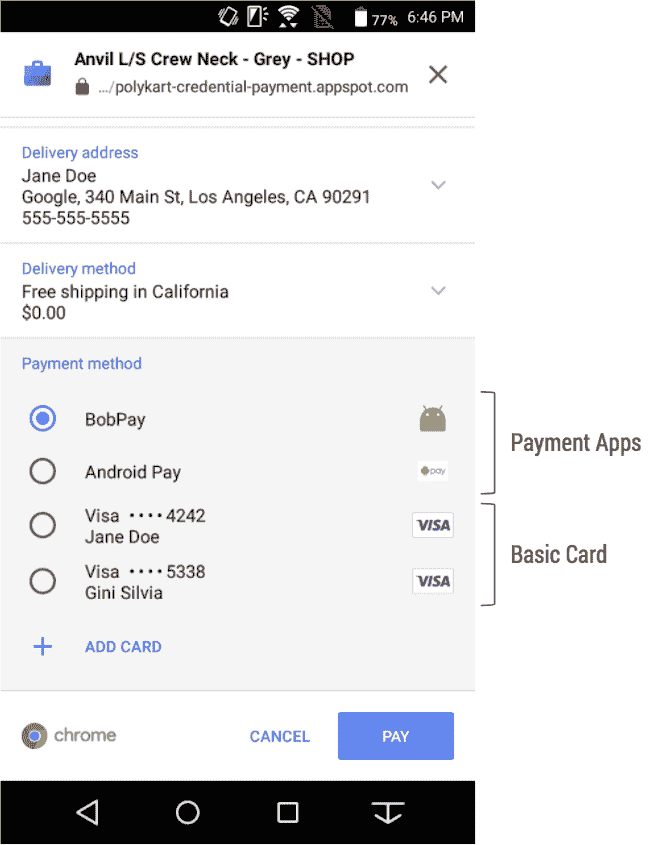 77% 6:46 PM
Anvil L/S Crew Neck - Grey - SHOP
.../polykart-credential-payment.appspot.com
Delivery address
Jane Doe
Google, 340 Main St, Los Angeles, CA 90291
555-555-5555
Delivery method
Free shipping in California
$0.00
Payment method
BobPay
Android Pay
pay
Payment Apps
Visa ····4242
VISA
Jane Doe
Basic Card
Visa ····5338
VISA
Gini Silvia
ADD CARD
chrome
CANCEL
PAY